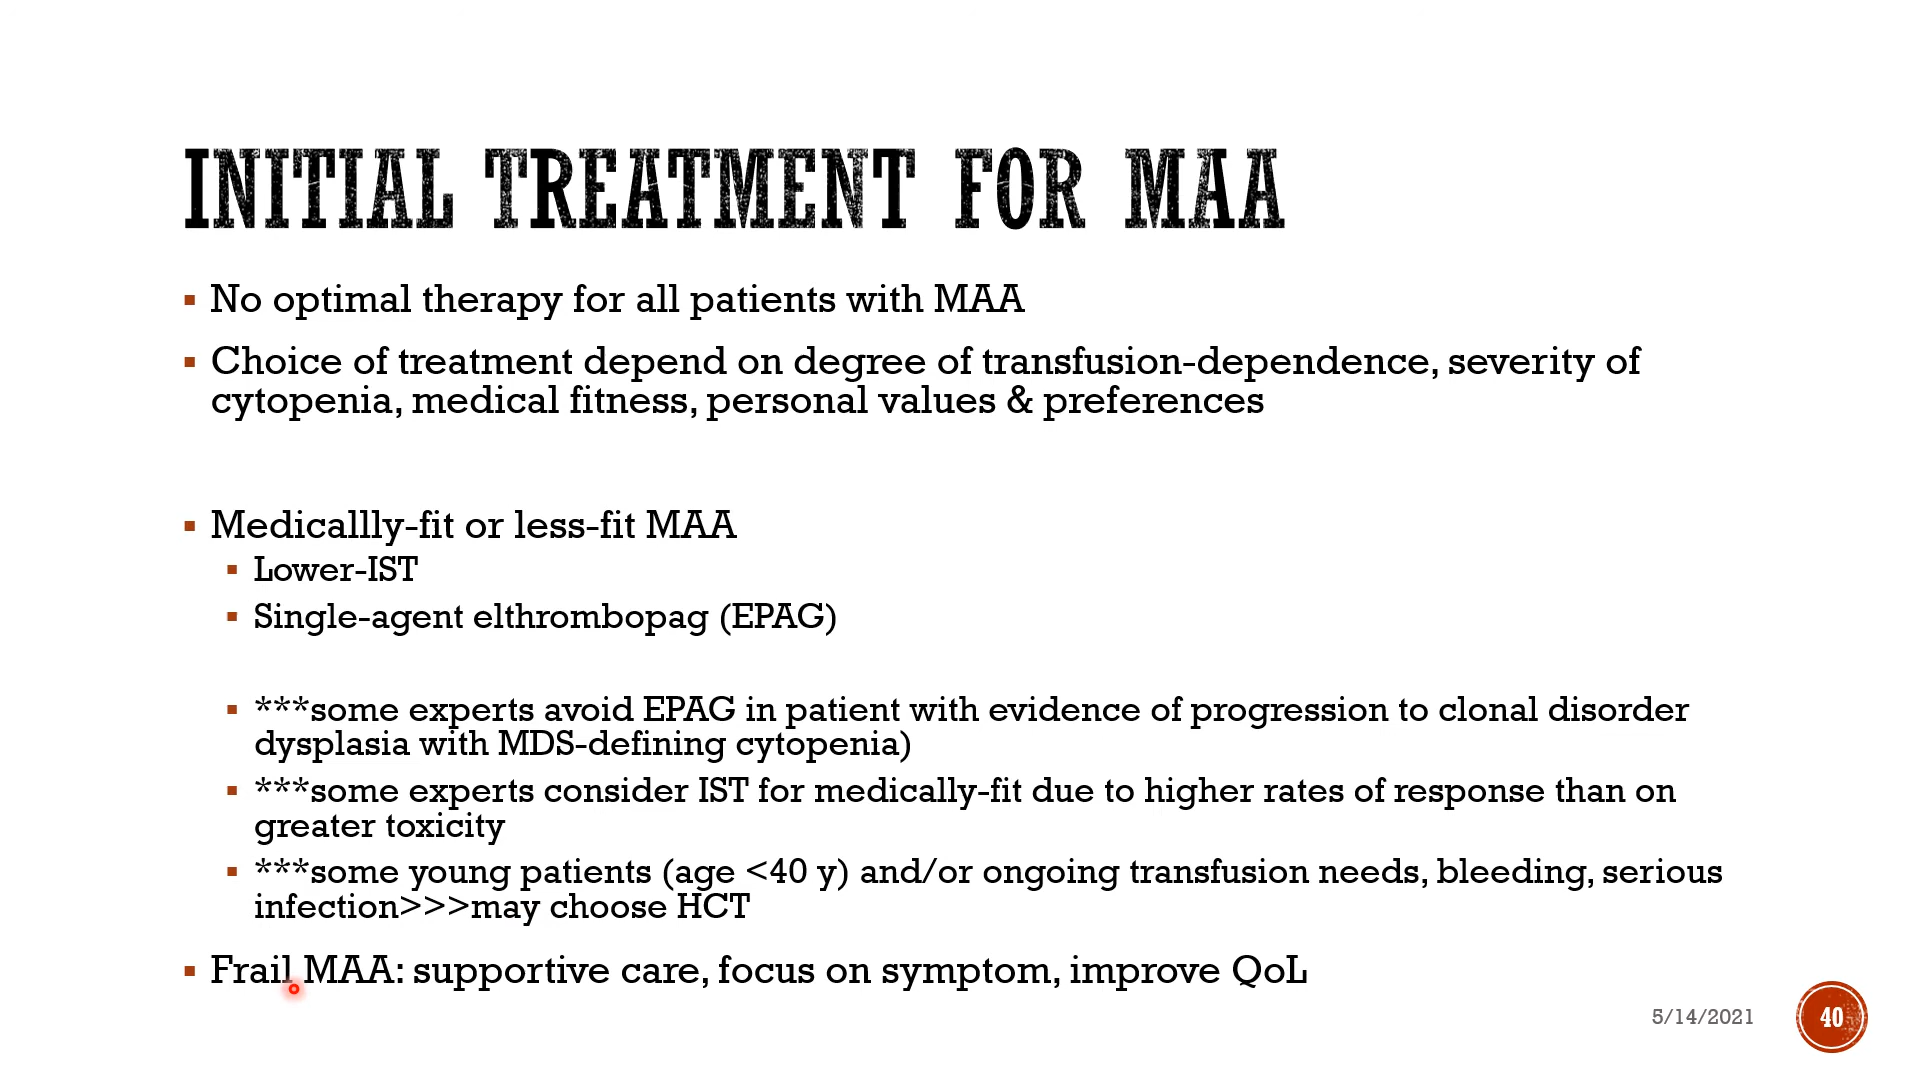 INITIAL TREATMENT FOR MAA
No optimal therapy for all patients with MAA
Choice of treatment depend on degree of transfusion-dependence, severity of
cytopenia, medical fitness, personal values & preferences
Medicallly-fit or less-fit MAA
Lower-IST
Single-agent elthrombopag (EPAG)
***some experts avoid EPAG in patient with evidence of progression to clonal disorder
dysplasia with MDS-defining cytopenia)
***some experts consider IST for medically-fit due to higher rates of response than on
greater toxicity
***some young patients (age <40 y) and/or ongoing transfusion needs, bleeding, serious
infection>>>may choose HCT
Frail MAA: supportive care, focus on symptom, improve QoL
5/14/2021
40